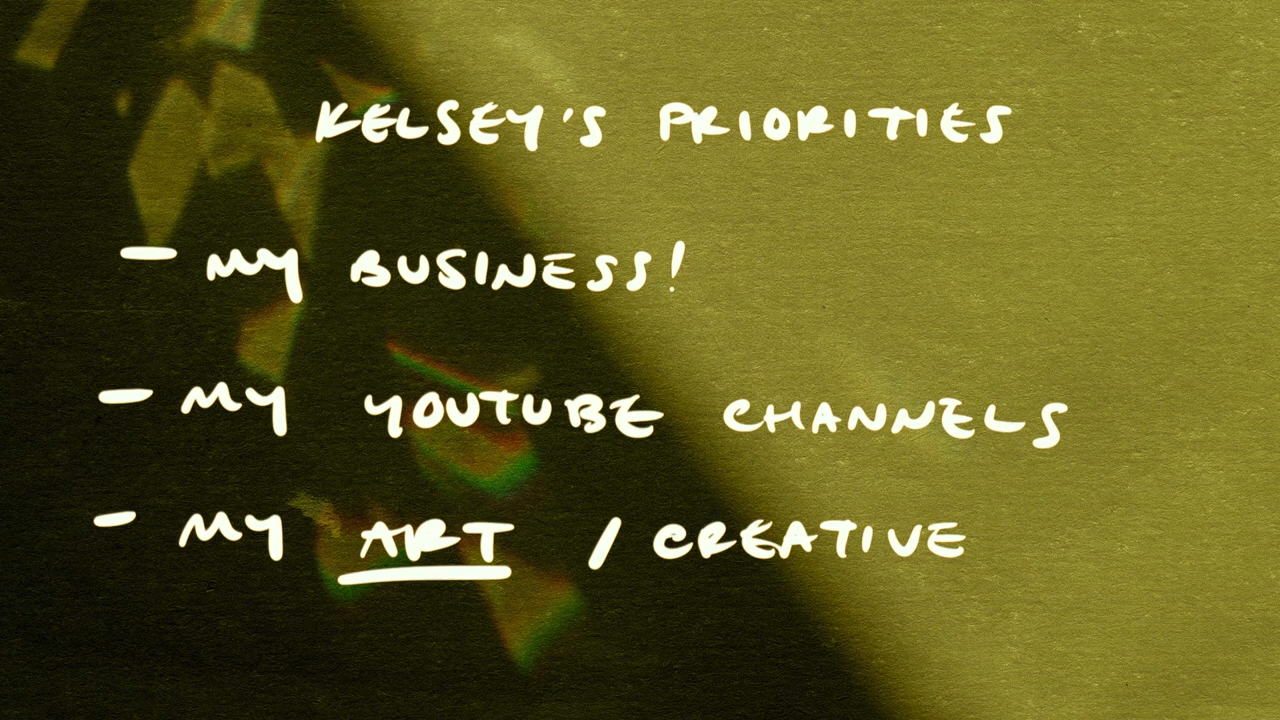 KELSEY'S PRIORITIES
- MY BUSINESS!
- MY YOUTUBE CHANNELS
- MY ART / CREATIVE